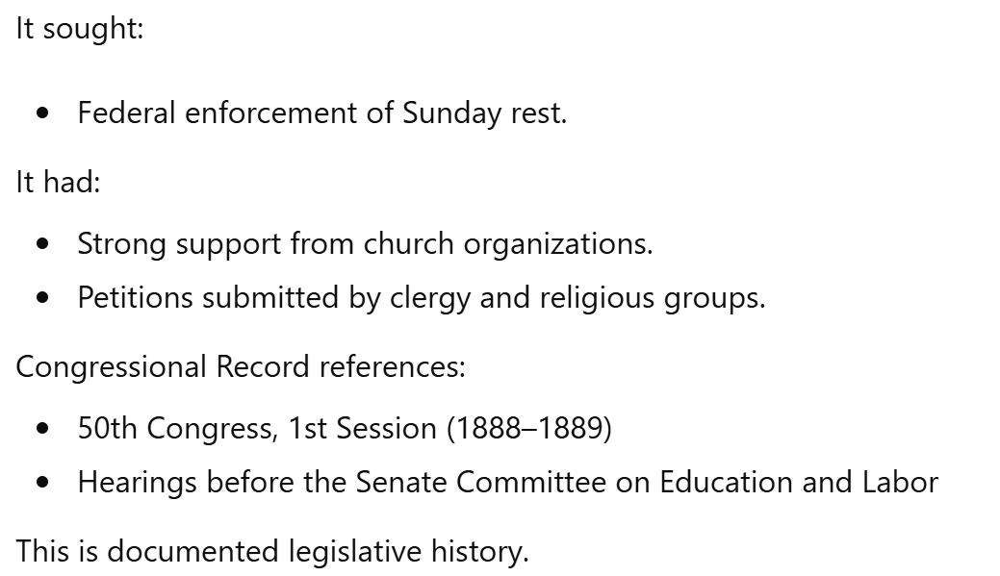 It sought:
• Federal enforcement of Sunday rest.
It had:
• Strong support from church organizations.
• Petitions submitted by clergy and religious groups.
Congressional Record references:
• 50th Congress, 1st Session (1888–1889)
• Hearings before the Senate Committee on Education and Labor
This is documented legislative history.